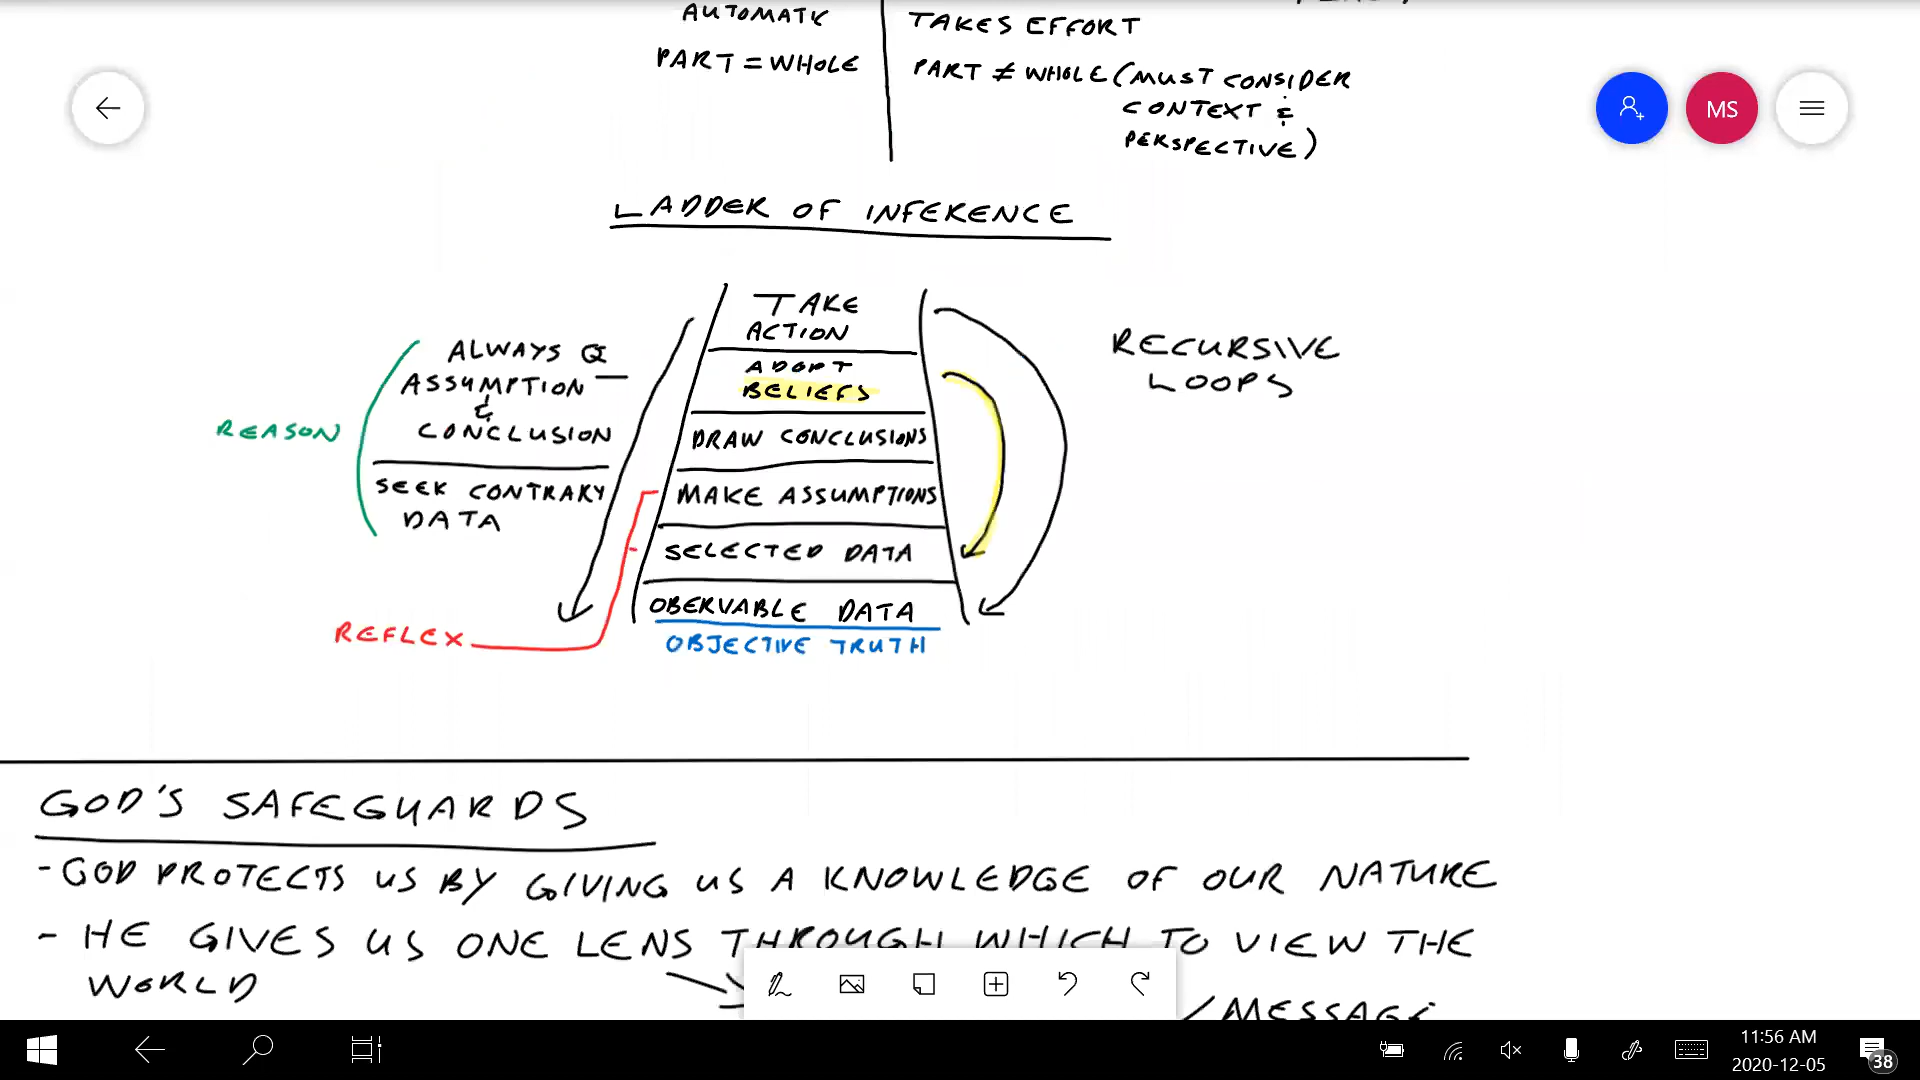 AUTOMATIC
TAKES EFFORT
PART = WHOLE
PART ≠ WHOLE (MUST CONSIDER
CONTEXT &
PERSPECTIVE)
MS
LADDER OF INFERENCE
TAKE
ACTION
ADOPT
BELIEFS
DRAW CONCLUSIONS
MAKE ASSUMPTIONS
SELECTED DATA
OBERVABLE DATA
OBJECTIVE TRUTH
RECURSIVE
LOOPS
ALWAYS Q
ASSUMPTION
&
CONCLUSION
SEEK CONTRARY
DATA
REASON
REFLEX
GOD'S SAFEGUARDS
- GOD PROTECTS US BY GIVING US A KNOWLEDGE OF OUR NATURE
- HE GIVES US ONE LENS THROUGH WHICH TO VIEW THE
WORLD
/MESSAGE
11:56 AM
2020-12-05
38